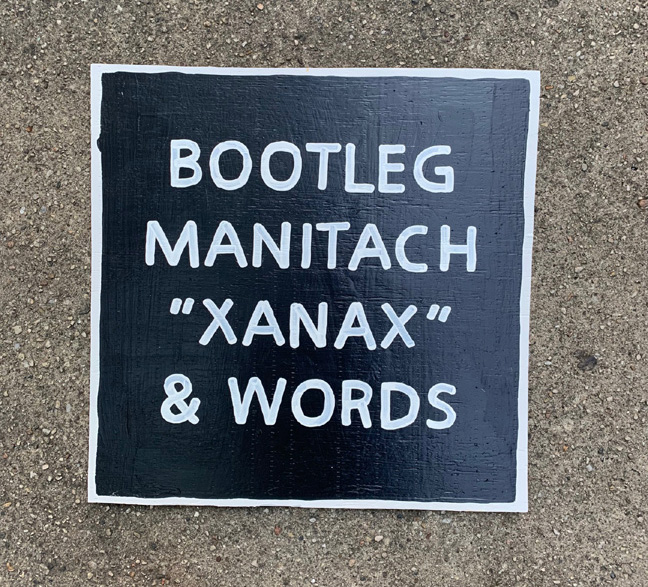 BOOTLEG
MANITACH
"XANAX"
& WORDS